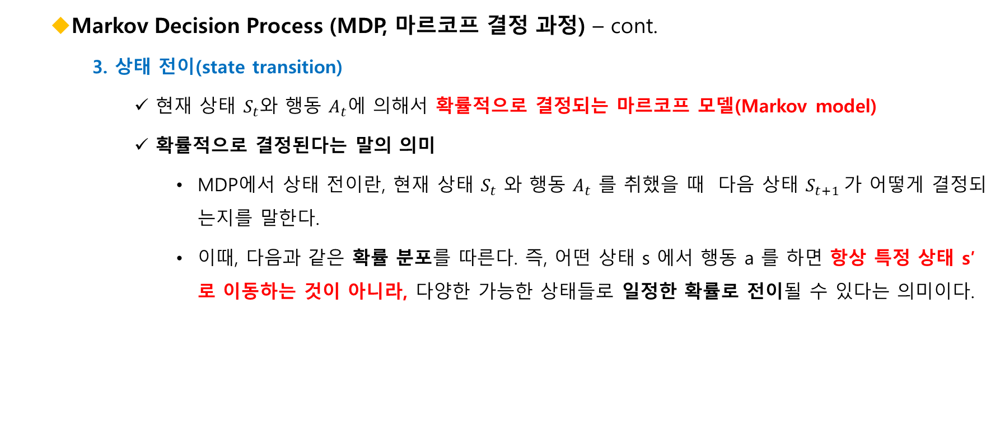 ◆Markov Decision Process (MDP, 마르코프 결정 과정) – cont.
3. 상태 전이(state transition)
✓ 현재 상태 𝑆𝑡와 행동 𝐴𝑡에 의해서 확률적으로 결정되는 마르코프 모델(Markov model)
✓ 확률적으로 결정된다는 말의 의미
• MDP에서 상태 전이란, 현재 상태 𝑆𝑡 와 행동 𝐴𝑡 를 취했을 때 다음 상태 𝑆𝑡+1 가 어떻게 결정되
는지를 말한다.
• 이때, 다음과 같은 확률 분포를 따른다. 즉, 어떤 상태 s 에서 행동 a 를 하면 항상 특정 상태 s’
로 이동하는 것이 아니라, 다양한 가능한 상태들로 일정한 확률로 전이될 수 있다는 의미이다.